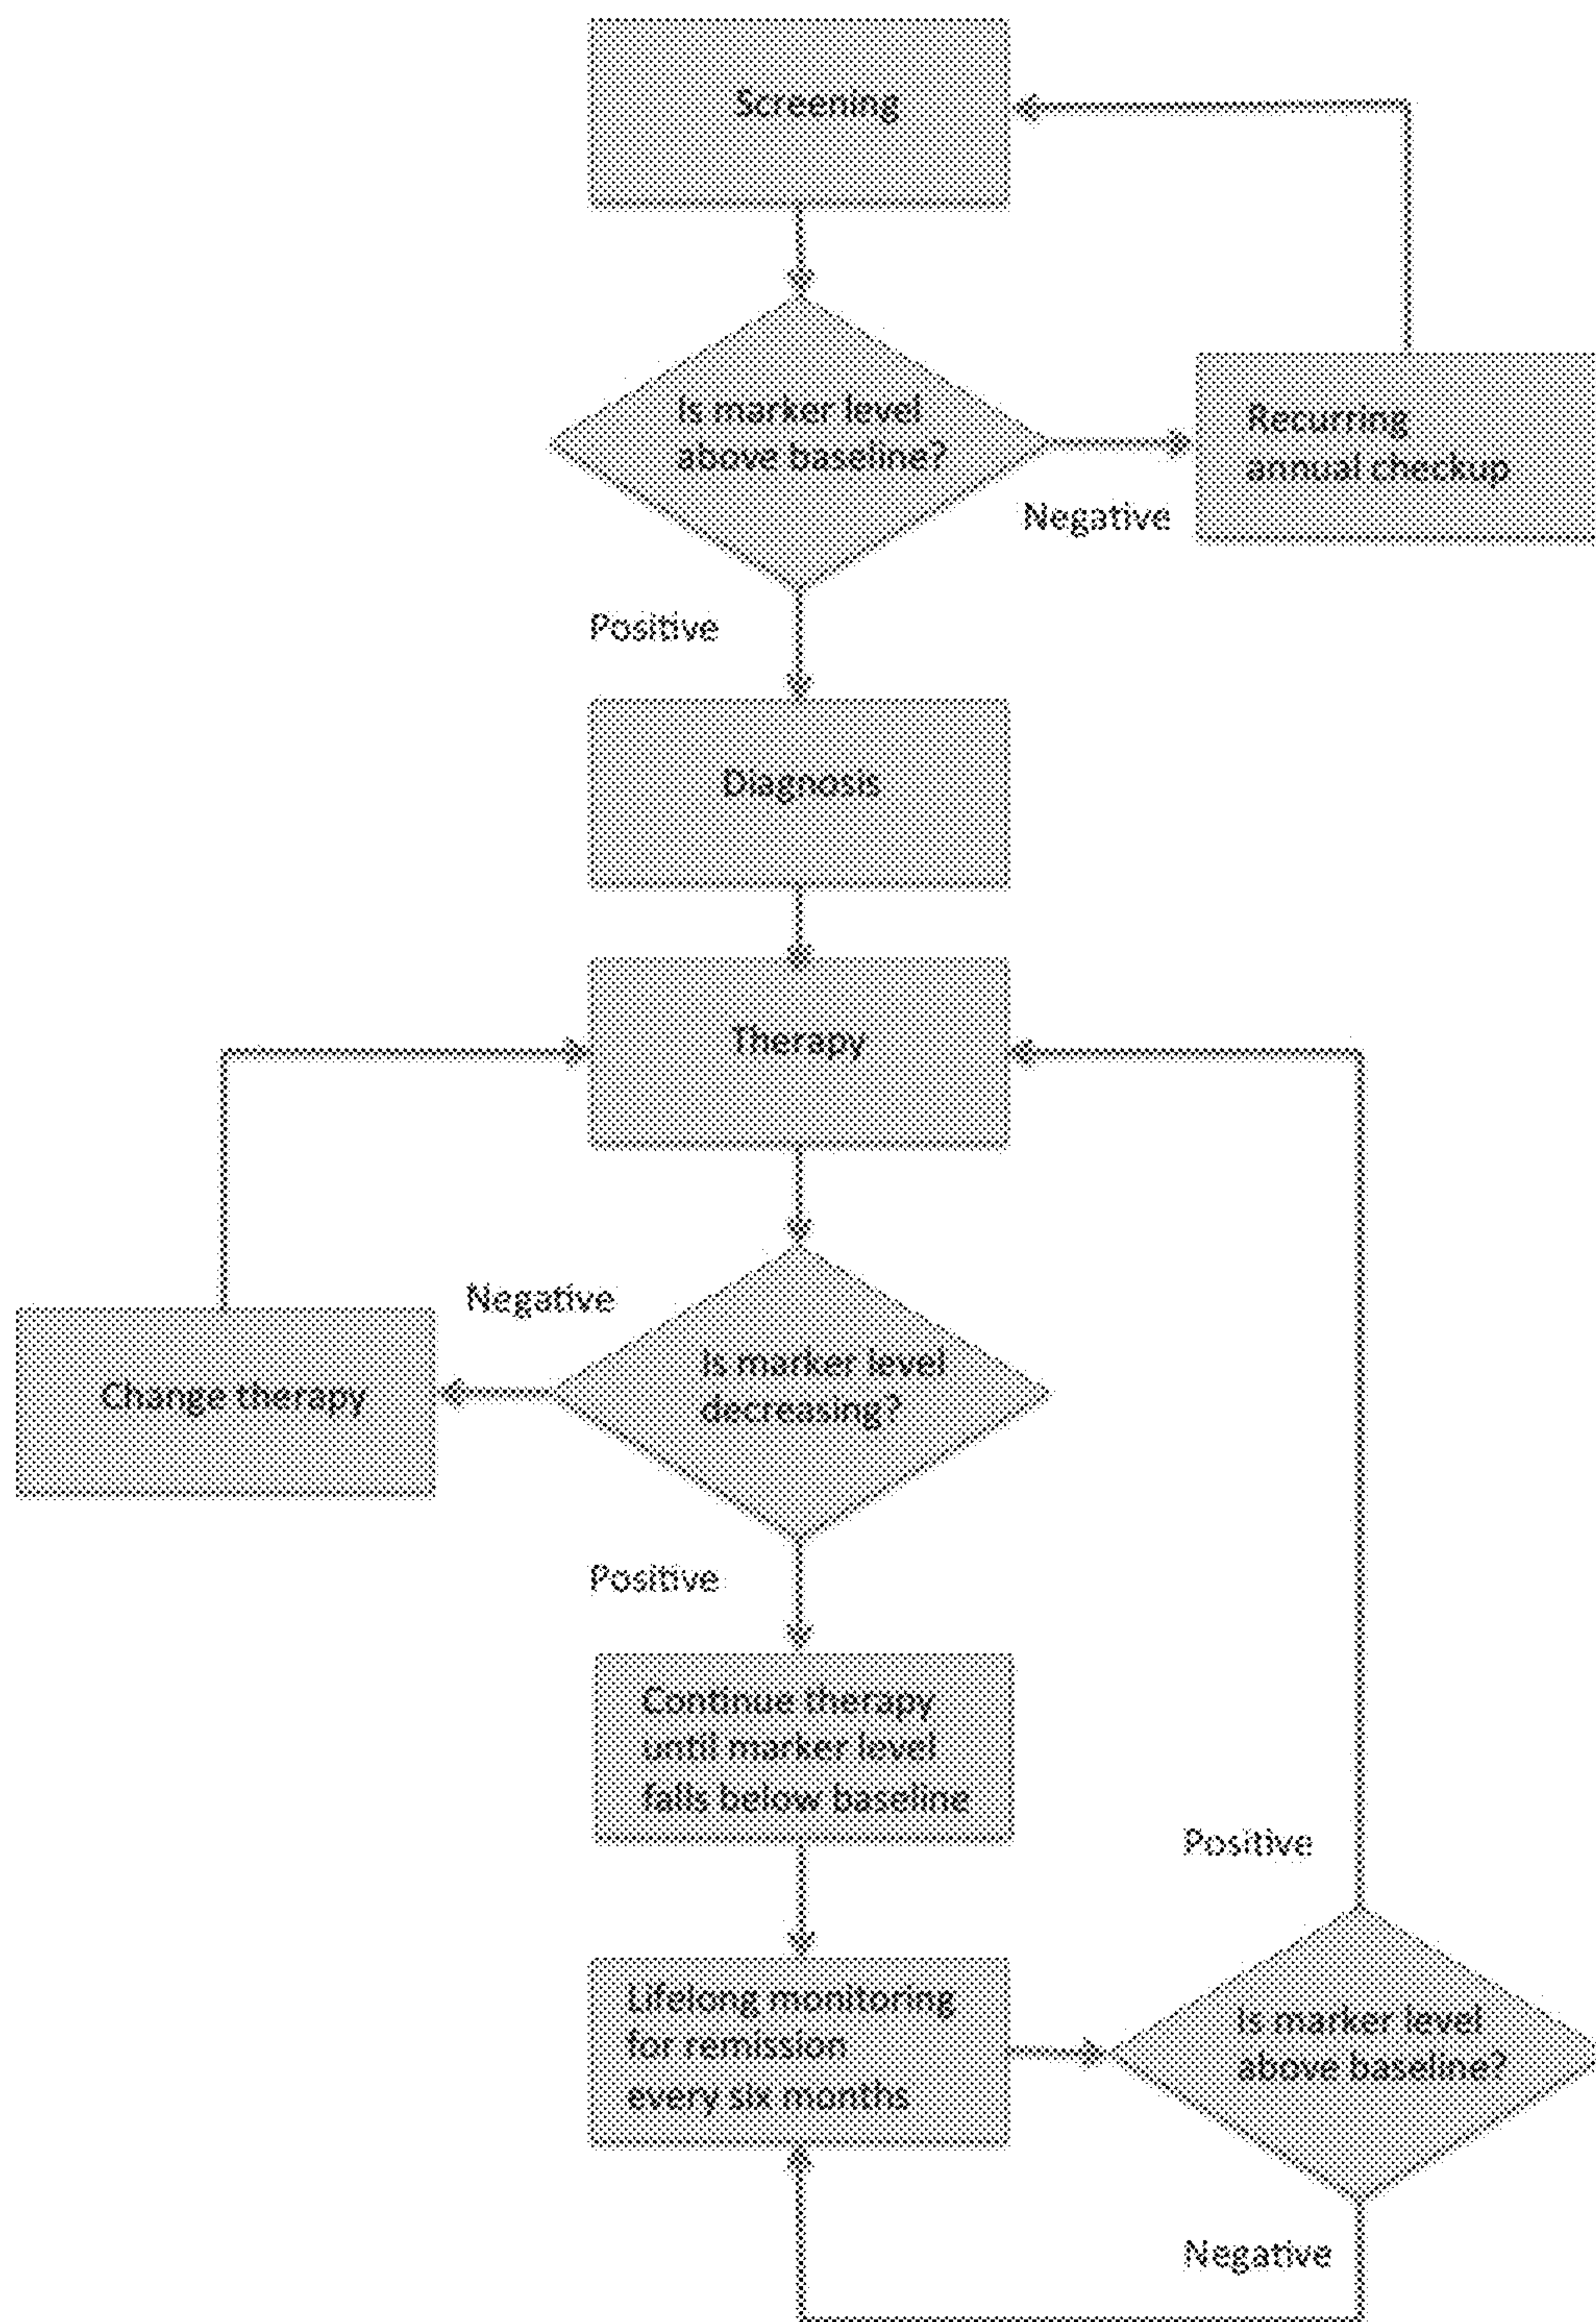 Screening
Is marker level
above baseline?
Recurring
annual checkup
Negative
Positive
Diagnosis
Therapy
Negative
Is marker level
decreasing?
Change therapy
Positive
Continue therapy
until marker level
falls below baseline
Positive
Lifelong monitoring
for remission
every six months
Is marker level
above baseline?
Negative